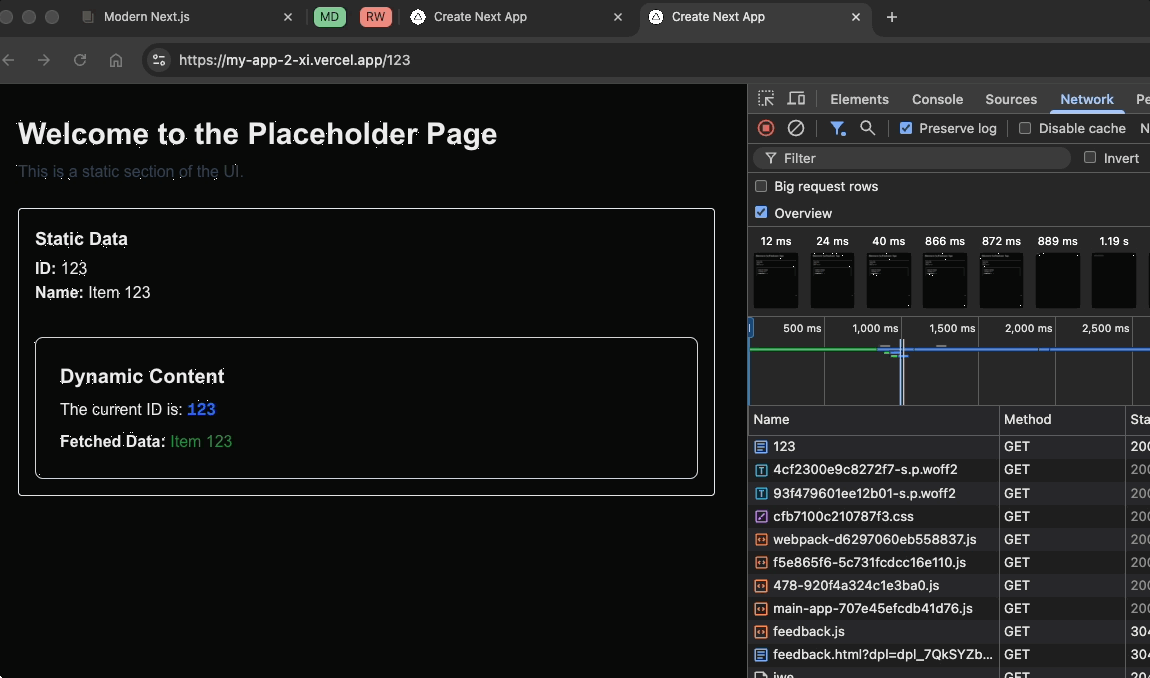 Modern Next.js
MD
RW
Create Next App
Create Next App
https://my-app-2-xi.vercel.app/123
Welcome to the Placeholder Page
This is a static section of the UI.
Static Data
ID: 123
Name: Item 123
Dynamic Content
The current ID is: 123
Fetched Data: Item 123
Elements Console Sources Network Pe
Preserve log Disable cache N
Filter Invert
Big request rows
Overview
12 ms 24 ms 40 ms 866 ms 872 ms 889 ms 1.19 s
500 ms 1,000 ms 1,500 ms 2,000 ms 2,500 ms
Name Method Sta
123 GET 200
4cf2300e9c8272f7-s.p.woff2 GET 200
93f479601ee12b01-s.p.woff2 GET 200
cfb7100c210787f3.css GET 200
webpack-d6297060eb558837.js GET 200
f5e865f6-5c731fcdcc16e110.js GET 200
478-920f4a324c1e3ba0.js GET 200
main-app-707e45efcdb41d76.js GET 200
feedback.js GET 304
feedback.html?dpl=dpl_7QkSYZb... GET 304
jwe GET 204